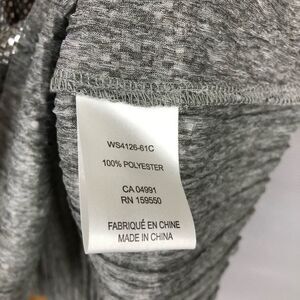 WS4126-61C
100% POLYESTER
CA 04991
RN 159550
FABRIQUÉ EN CHINE
MADE IN CHINA